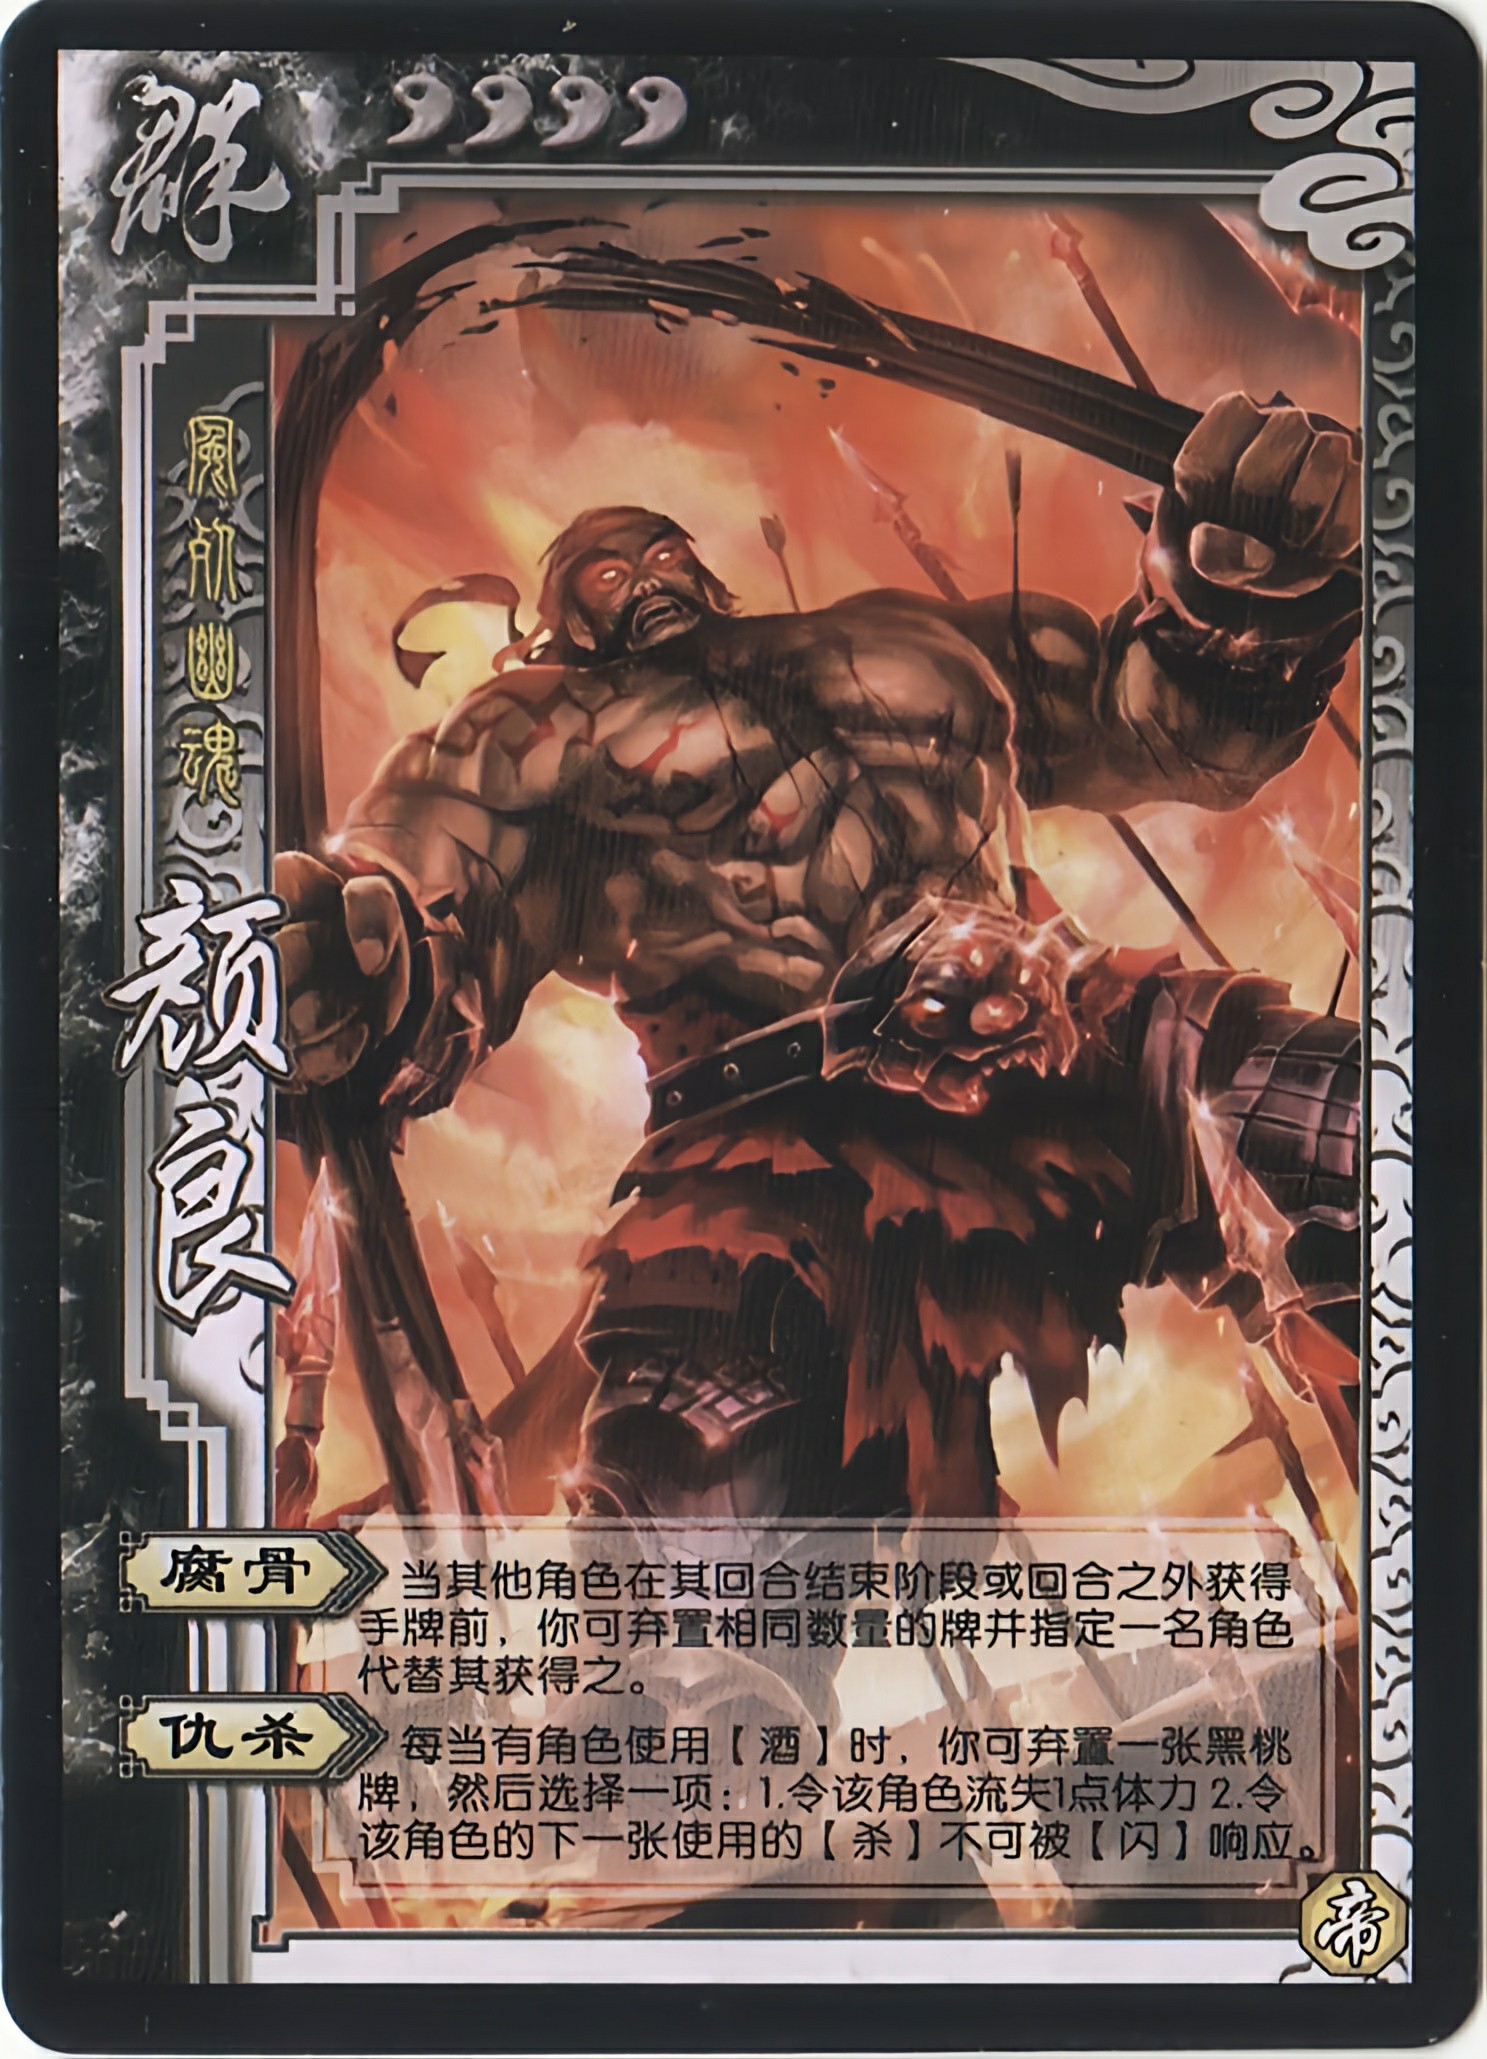 群
颜良
腐骨
当其他角色在其回合结束阶段或回合之外获得
手牌前，你可弃置相同数量的牌并指定一名角色
代替其获得之。
仇杀
每当有角色使用【酒】时，你可弃置一张黑桃
牌，然后选择一项：1.令该角色流失1点体力 2.令
该角色的下一张使用的【杀】不可被【闪】响应。
帝